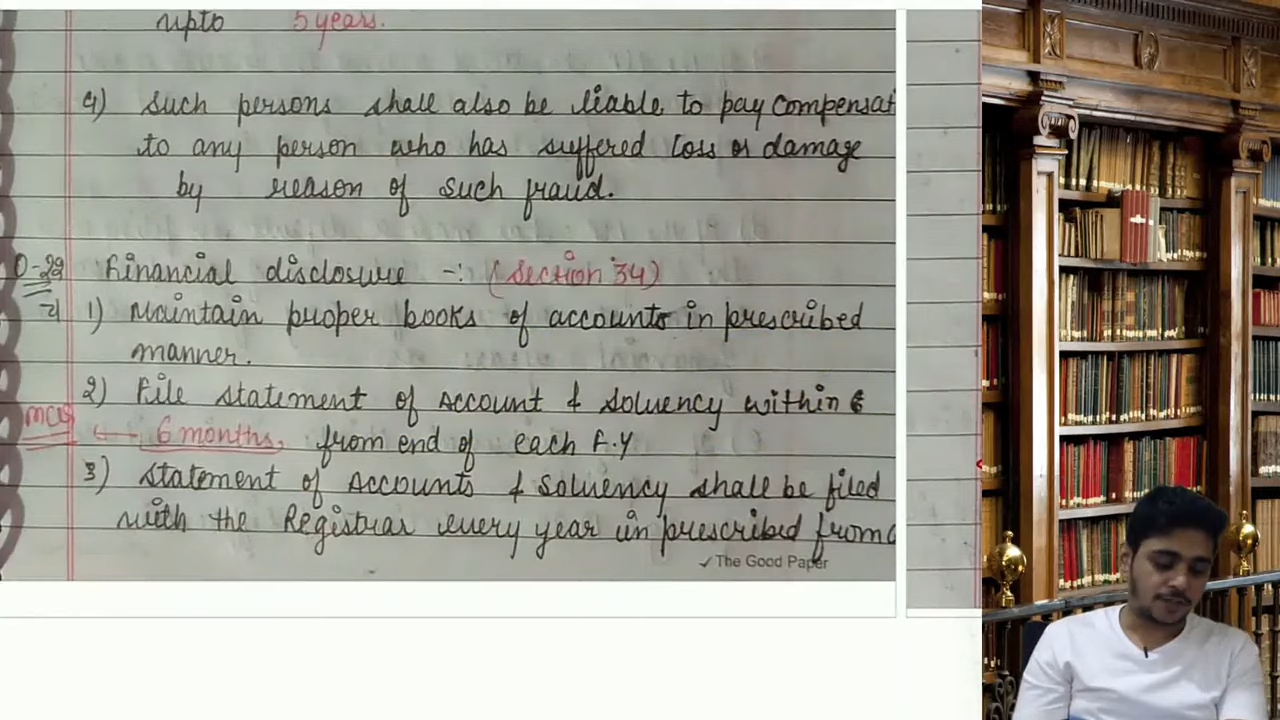 upto 5 years.
4) Such persons shall also be liable to pay compensat
to any person who has suffered loss or damage
by reason of such fraud.
Q-22 Financial disclosure -: (Section 34)
1) Maintain proper books of accounts in prescribed
manner.
2) File statement of Account & Solvency within 6
MCQ ← 6 months, from end of each F.Y
3) Statement of Accounts & Solvency shall be filed
with the Registrar every year in prescribed from
✓ The Good Paper